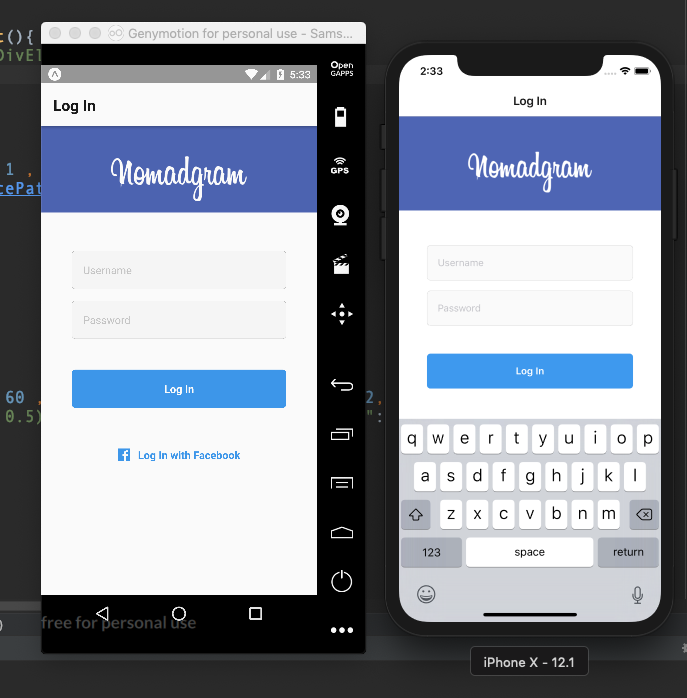 c(){
DivEl
1 ,
cePat
60 ,
0.5)
Genymotion for personal use - Sams...
Open
GAPPS
5:33
Log In
Nomadgram
GPS
Username
Password
Log In
Log In with Facebook
free for personal use
)
2,
":
2:33
Log In
Nomadgram
Username
Password
Log In
q w e r t y u i o p
a s d f g h j k l
z x c v b n m
123 space return
iPhone X - 12.1